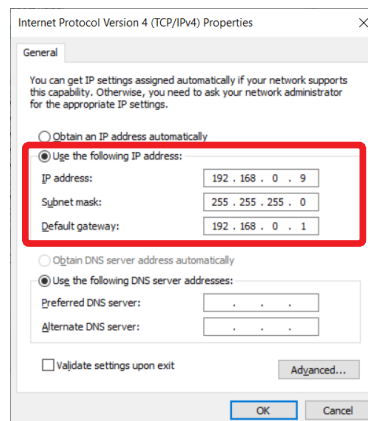 Internet Protocol Version 4 (TCP/IPv4) Properties
General
You can get IP settings assigned automatically if your network supports
this capability. Otherwise, you need to ask your network administrator
for the appropriate IP settings.
Obtain an IP address automatically
Use the following IP address:
IP address: 192 . 168 . 0 . 9
Subnet mask: 255 . 255 . 255 . 0
Default gateway: 192 . 168 . 0 . 1
Obtain DNS server address automatically
Use the following DNS server addresses:
Preferred DNS server: . . .
Alternate DNS server: . . .
Validate settings upon exit
Advanced...
OK Cancel